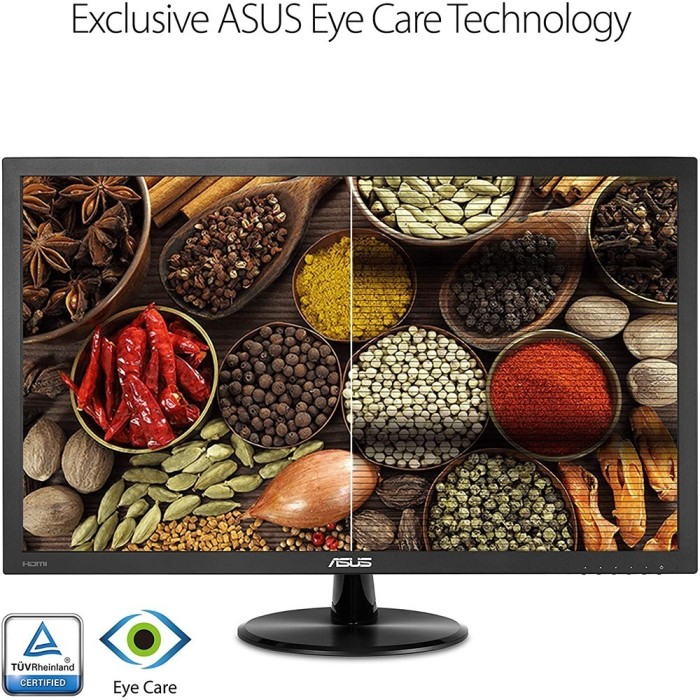 Exclusive ASUS Eye Care Technology
HDMI
ASUS
TÜVRheinland
CERTIFIED
Eye Care